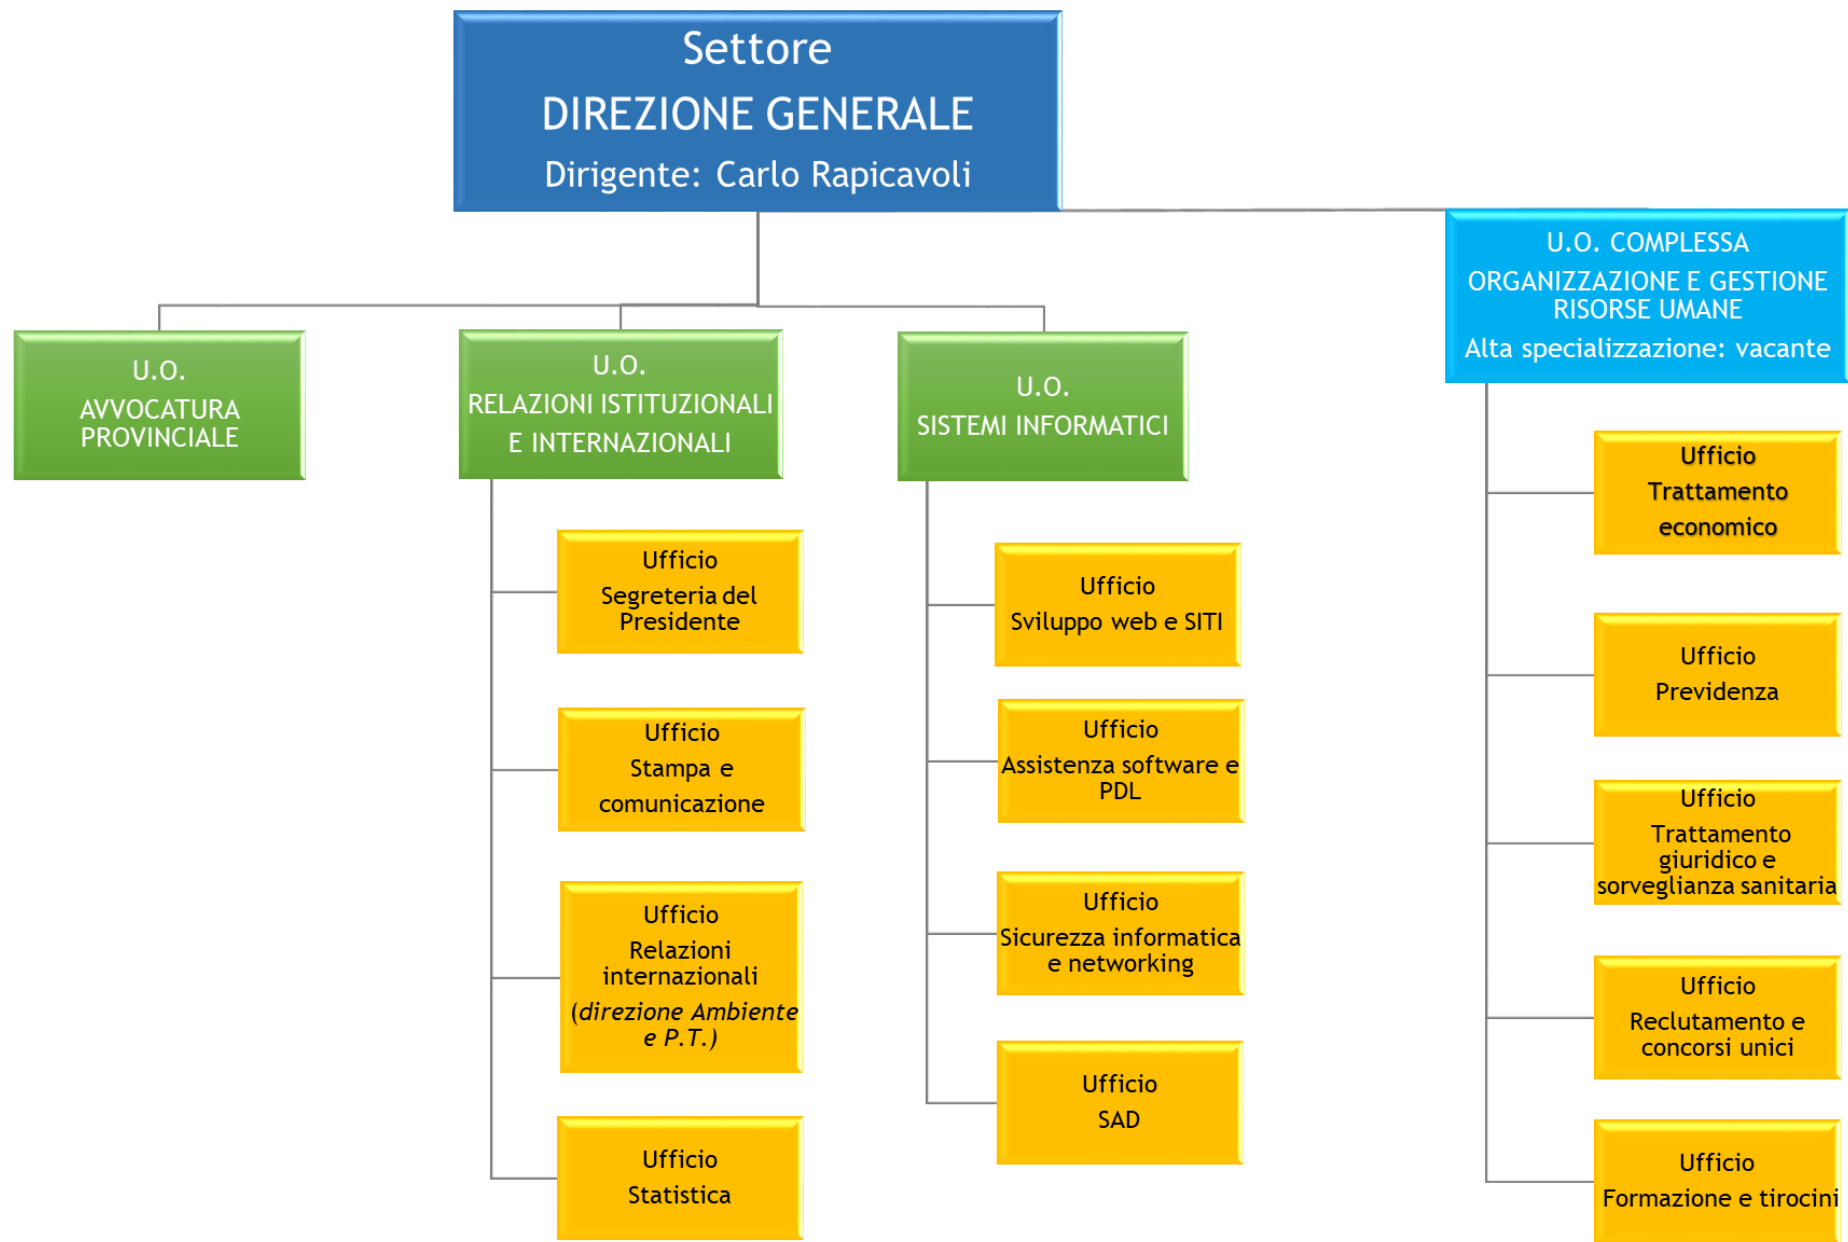 Settore
DIREZIONE GENERALE
Dirigente: Carlo Rapicavoli
U.O. COMPLESSA
ORGANIZZAZIONE E GESTIONE
RISORSE UMANE
Alta specializzazione: vacante
U.O.
AVVOCATURA
PROVINCIALE
U.O.
RELAZIONI ISTITUZIONALI
E INTERNAZIONALI
U.O.
SISTEMI INFORMATICI
Ufficio
Segreteria del
Presidente
Ufficio
Stampa e
comunicazione
Ufficio
Relazioni
internazionali
(direzione Ambiente
e P.T.)
Ufficio
Statistica
Ufficio
Sviluppo web e SITI
Ufficio
Assistenza software e
PDL
Ufficio
Sicurezza informatica
e networking
Ufficio
SAD
Ufficio
Trattamento
economico
Ufficio
Previdenza
Ufficio
Trattamento
giuridico e
sorveglianza sanitaria
Ufficio
Reclutamento e
concorsi unici
Ufficio
Formazione e tirocini